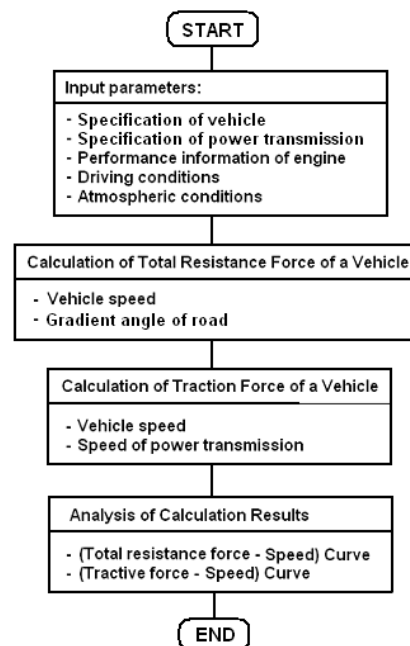 START
Input parameters:
- Specification of vehicle
- Specification of power transmission
- Performance information of engine
- Driving conditions
- Atmospheric conditions
Calculation of Total Resistance Force of a Vehicle
- Vehicle speed
- Gradient angle of road
Calculation of Traction Force of a Vehicle
- Vehicle speed
- Speed of power transmission
Analysis of Calculation Results
- (Total resistance force - Speed) Curve
- (Tractive force - Speed) Curve
END